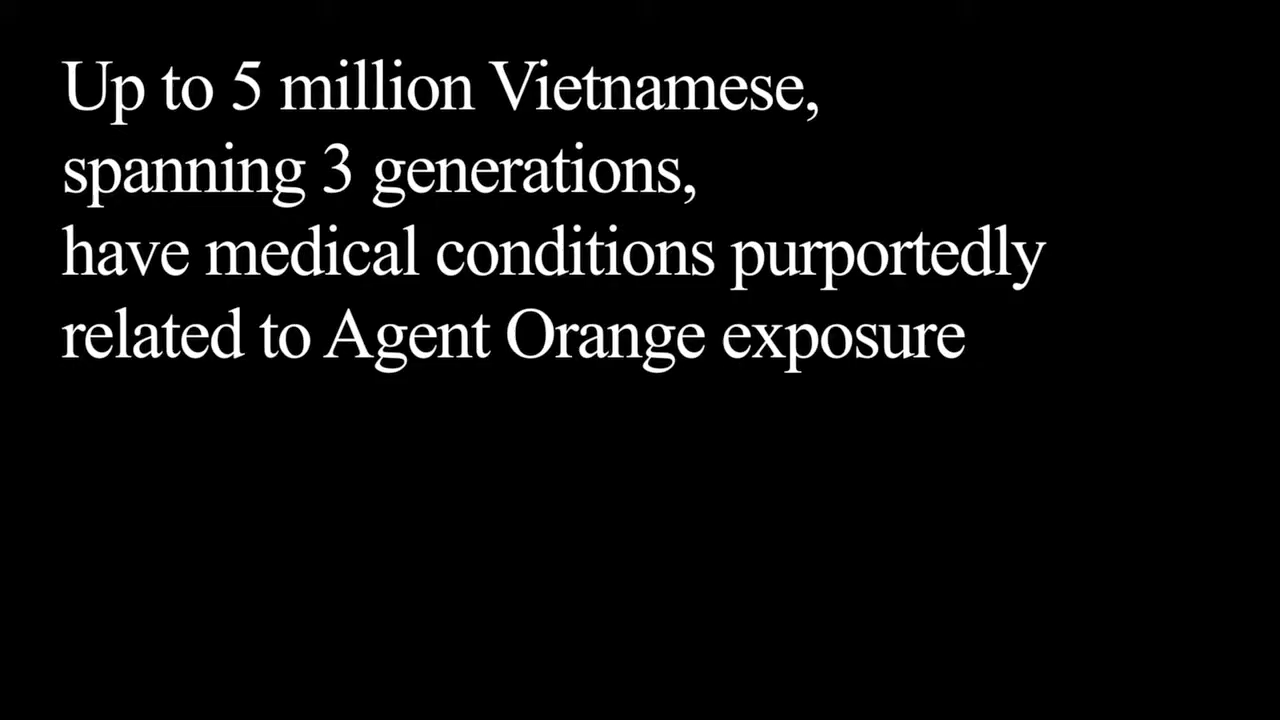 Up to 5 million Vietnamese,
spanning 3 generations,
have medical conditions purportedly
related to Agent Orange exposure